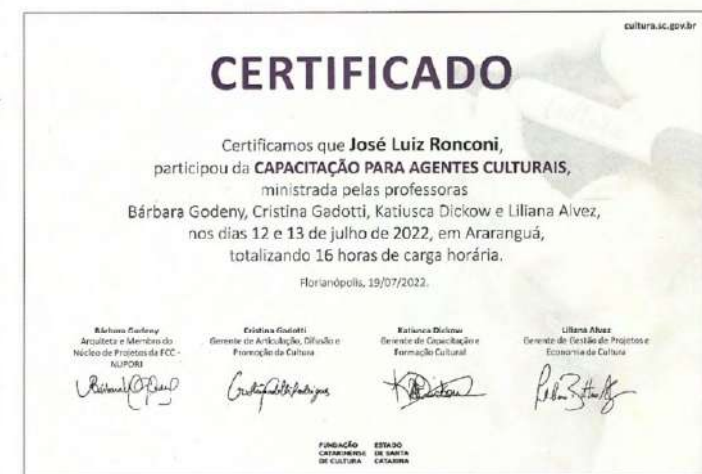 cultura.sc.gov.br
CERTIFICADO
Certificamos que José Luiz Ronconi,
participou da CAPACITAÇÃO PARA AGENTES CULTURAIS,
ministrada pelas professoras
Bárbara Godeny, Cristina Gadotti, Katiusca Dickow e Liliana Alvez,
nos dias 12 e 13 de julho de 2022, em Araranguá,
totalizando 16 horas de carga horária.
Florianópolis, 19/07/2022.
Bárbara Godeny
Arquiteta e Membro do
Núcleo de Projetos da FCC -
NUPORI
Cristina Gadotti
Gerente de Articulação, Difusão e
Promoção da Cultura
Katiusca Dickow
Gerente de Capacitação e
Formação Cultural
Liliana Alvez
Gerente de Gestão de Projetos e
Economia da Cultura
FUNDAÇÃO
CATARINENSE
DE CULTURA
ESTADO
DE SANTA
CATARINA